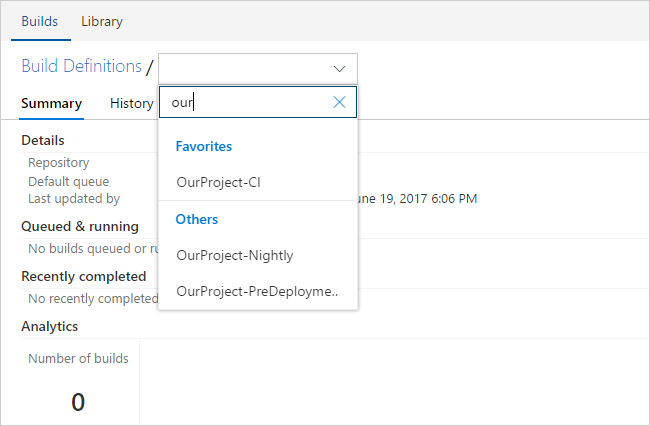 Builds Library
Build Definitions /
our
Summary History
Favorites
OurProject-CI
Others
OurProject-Nightly
OurProject-PreDeployme..
Details
Repository
Default queue
Last updated by 19, 2017 6:06 PM
Queued & running
No builds queued or
Recently completed
No recently completed
Analytics
Number of builds
0